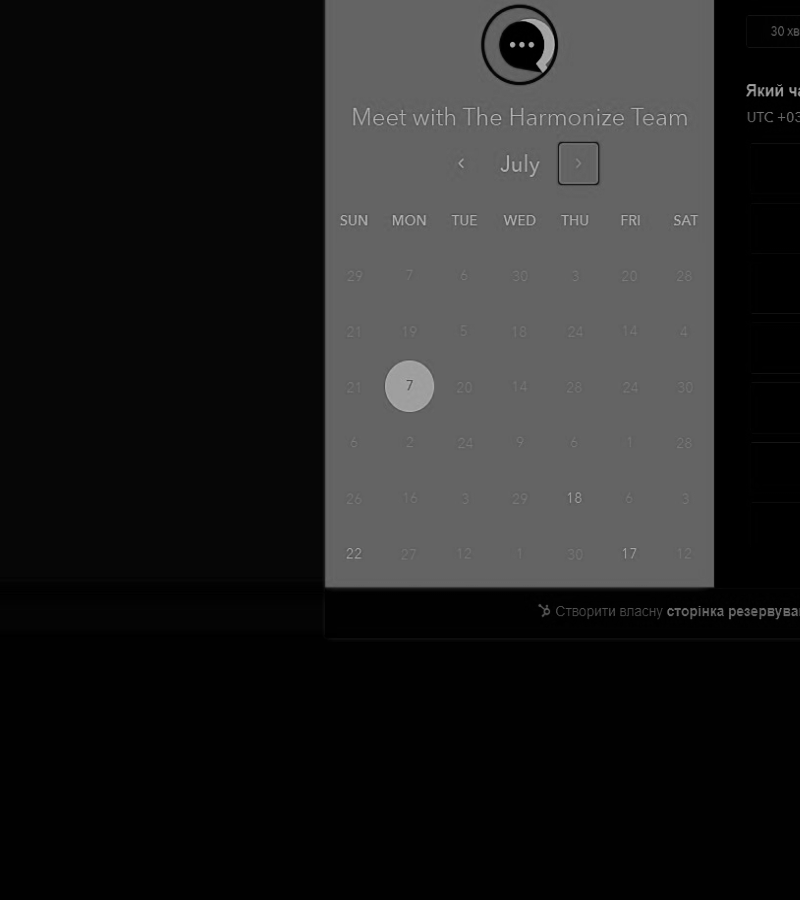 30 хв
Який ча
UTC +03
Meet with The Harmonize Team
July
SUN MON TUE WED THU FRI SAT
29 7 6 30 3 20 28
21 19 5 18 24 14 4
21 7 20 14 28 24 30
6 2 24 9 6 1 28
26 16 3 29 18 6 3
22 27 12 1 30 17 12
Створити власну сторінка резервува